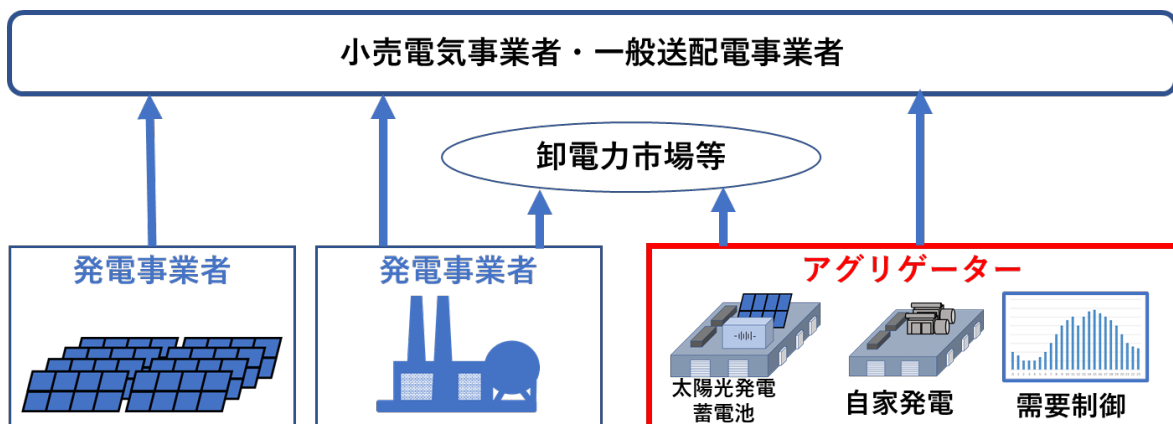 小売電気事業者・一般送配電事業者
卸電力市場等
発電事業者
発電事業者
アグリゲーター
太陽光発電
蓄電池
自家発電
需要制御